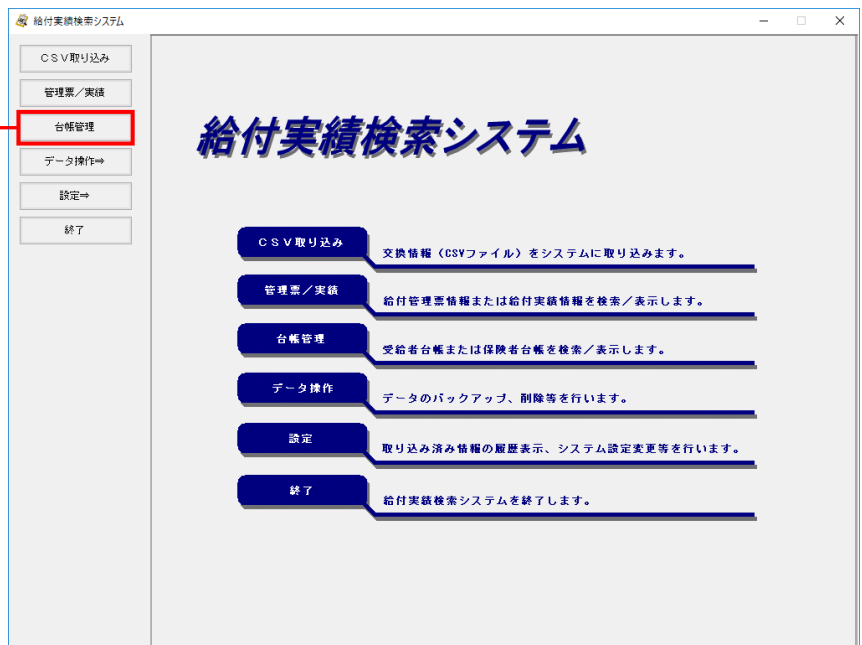 給付実績検索システム
CSV取り込み
管理票／実績
台帳管理
データ操作⇒
設定⇒
終了
給付実績検索システム
CSV取り込み
交換情報（CSVファイル）をシステムに取り込みます。
管理票／実績
給付管理票情報または給付実績情報を検索／表示します。
台帳管理
受給者台帳または保険者台帳を検索／表示します。
データ操作
データのバックアップ、削除等を行います。
設定
取り込み済み情報の履歴表示、システム設定変更等を行います。
終了
給付実績検索システムを終了します。